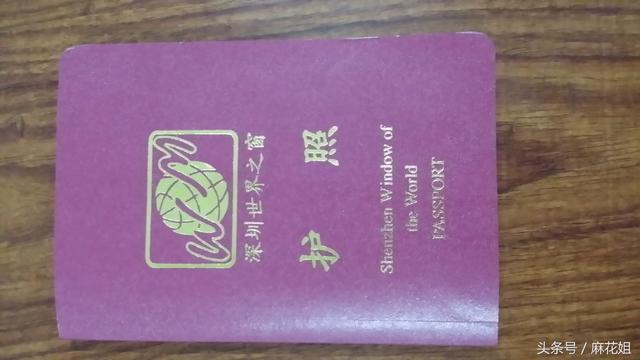 深圳世界之窗
护照
Shenzhen Window of
the World
PASSPORT
头条号 / 麻花姐